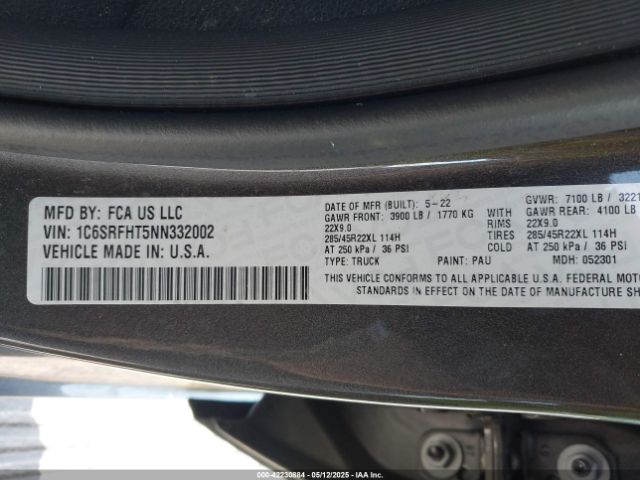 MFD BY: FCA US LLC
VIN: 1C6SRFHT5NN332002
VEHICLE MADE IN: U.S.A.
DATE OF MFR (BUILT): 5-22
GAWR FRONT: 3900 LB / 1770 KG
22X9.0
285/45R22XL 114H
AT 250 kPa / 36 PSI
TYPE: TRUCK PAINT: PAU MDH: 052301
WITH
RIMS
TIRES
COLD
GVWR: 7100 LB / 3221
GAWR REAR: 4100 LB
22X9.0
285/45R22XL 114H
AT 250 kPa / 36 PSI
THIS VEHICLE CONFORMS TO ALL APPLICABLE U.S.A. FEDERAL MOTO
STANDARDS IN EFFECT ON THE DATE OF MANUFACTURE SH
000-42230884 - 05/12/2025 - IAA Inc.